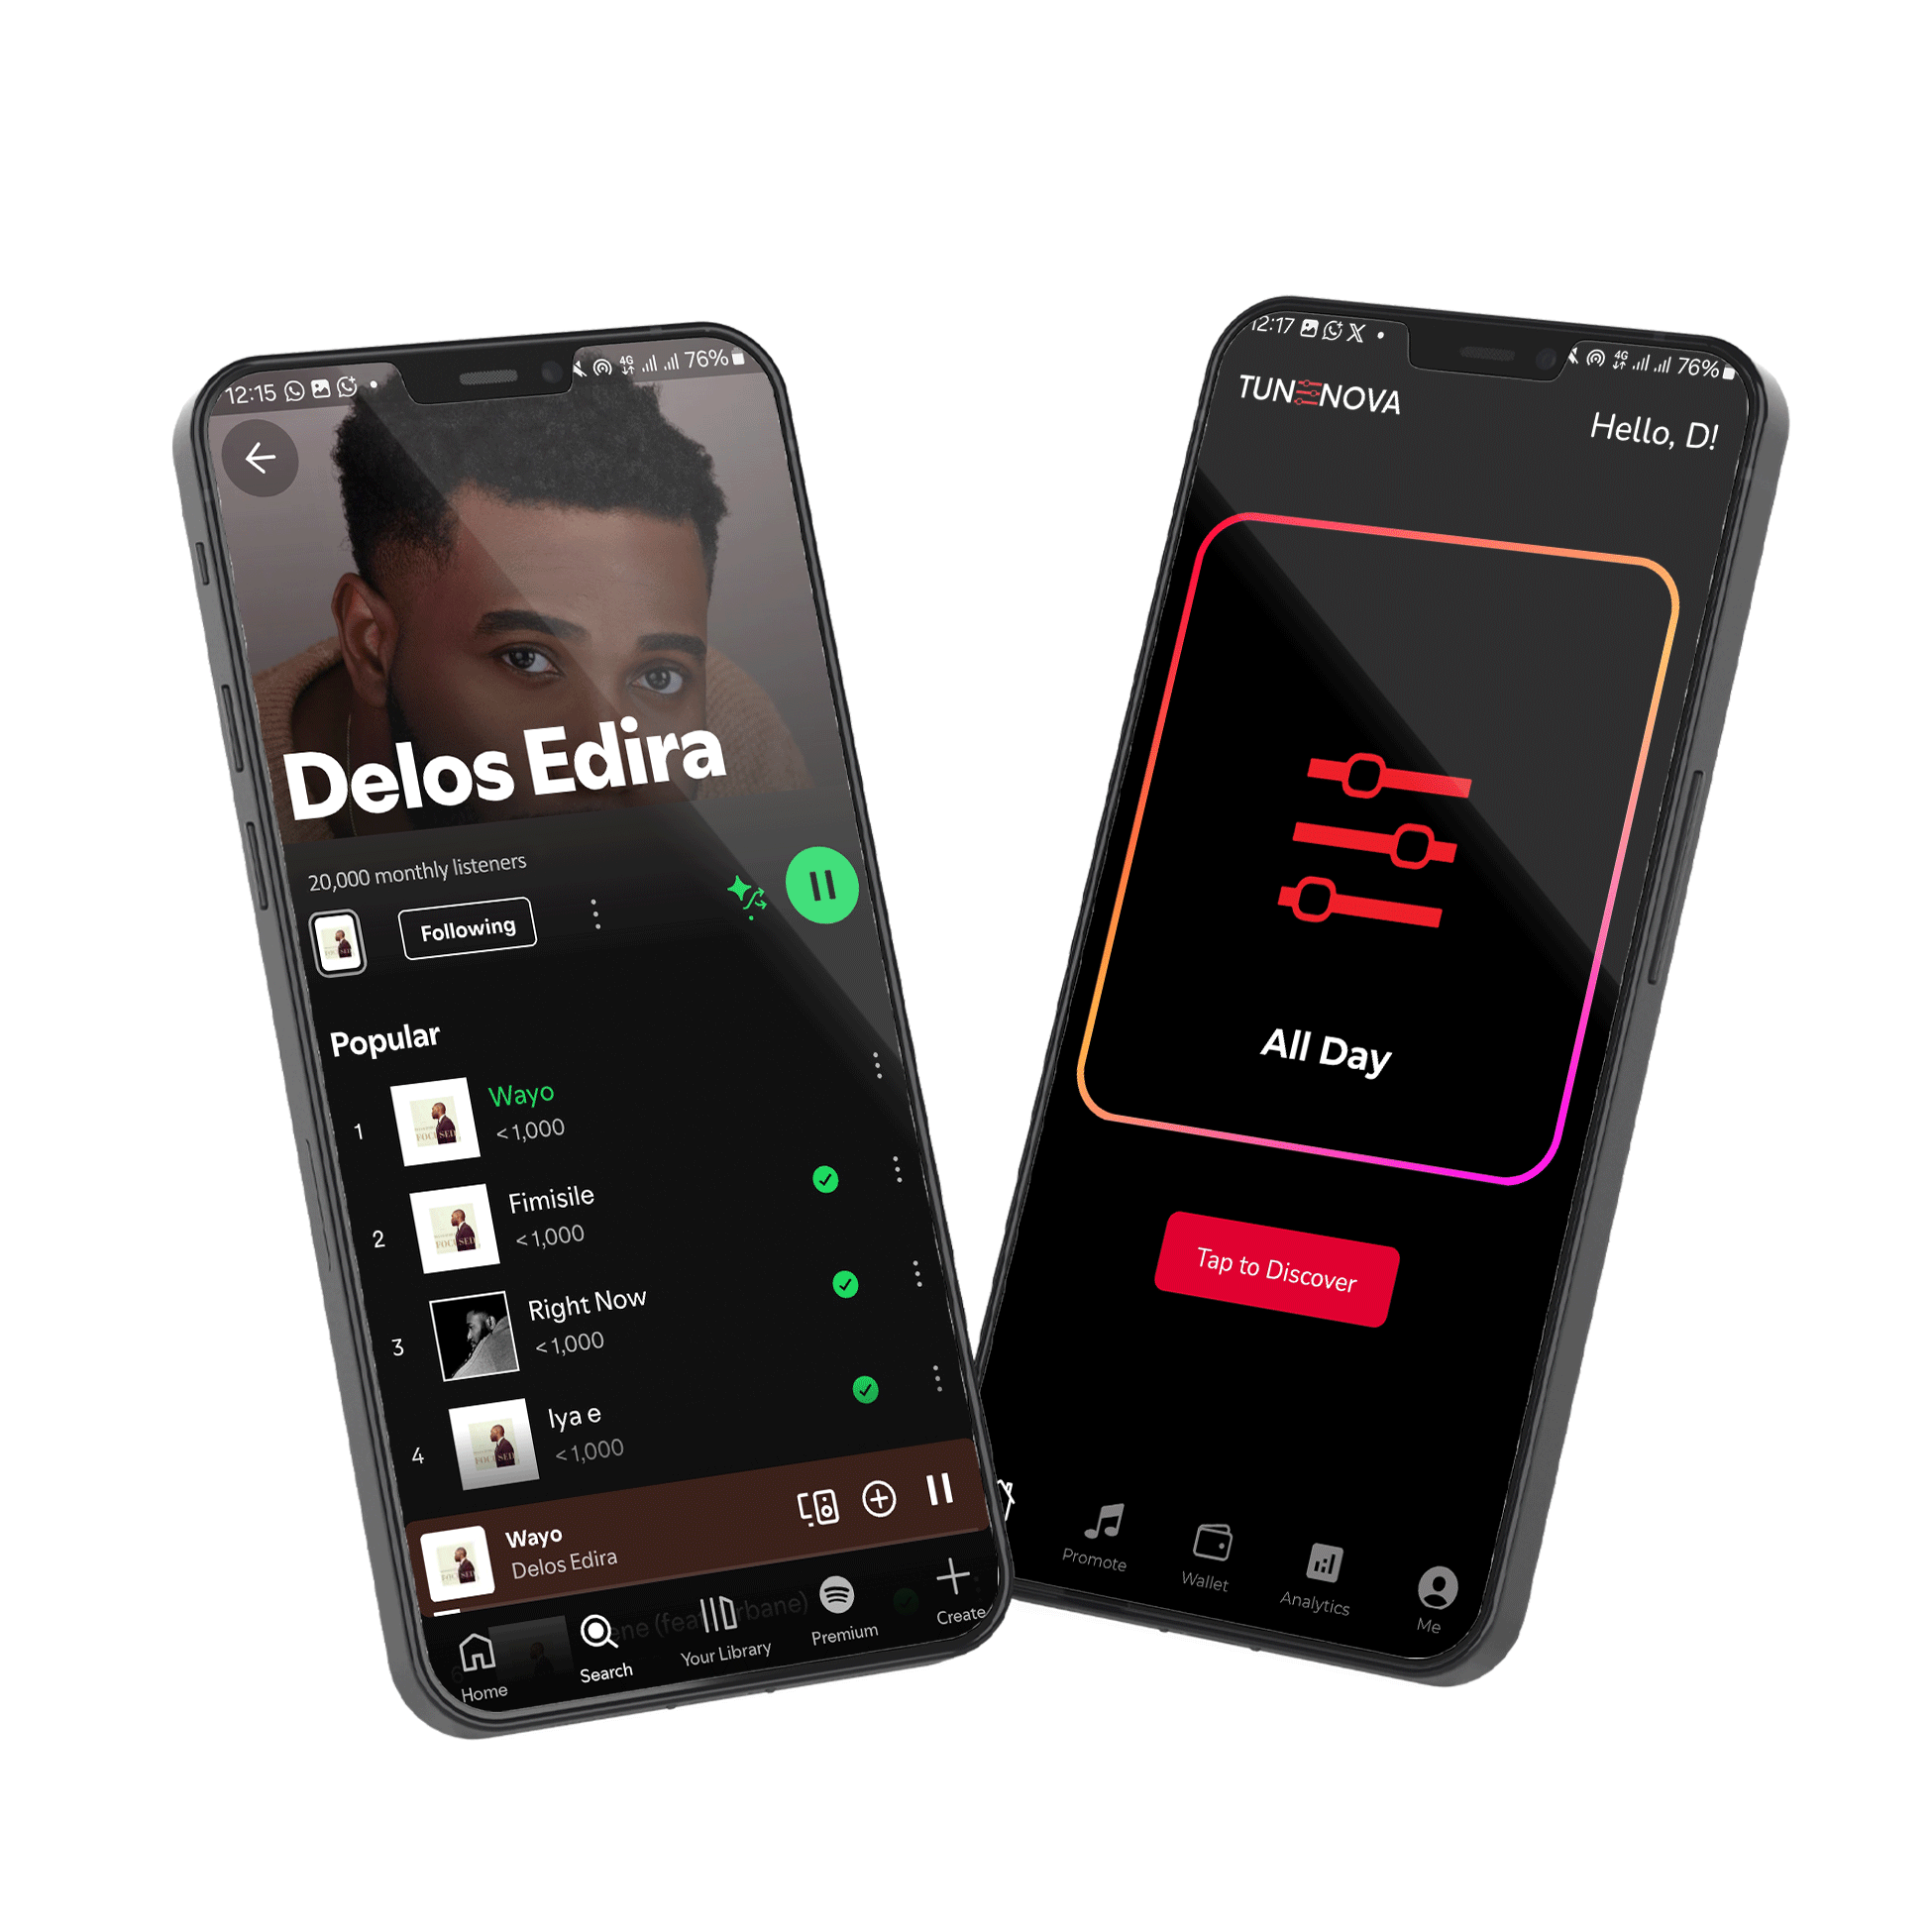 12:15
4G
76%
Delos Edira
20,000 monthly listeners
Following
Popular
1
Wayo
<1,000
2
Fimisile
<1,000
3
Right Now
<1,000
4
Iya e
<1,000
Wayo
Delos Edira
Home
Search
Your Library
Premium
Create
12:17
4G
76%
TUNENOVA
Hello, D!
All Day
Tap to Discover
Promote
Wallet
Analytics
Me